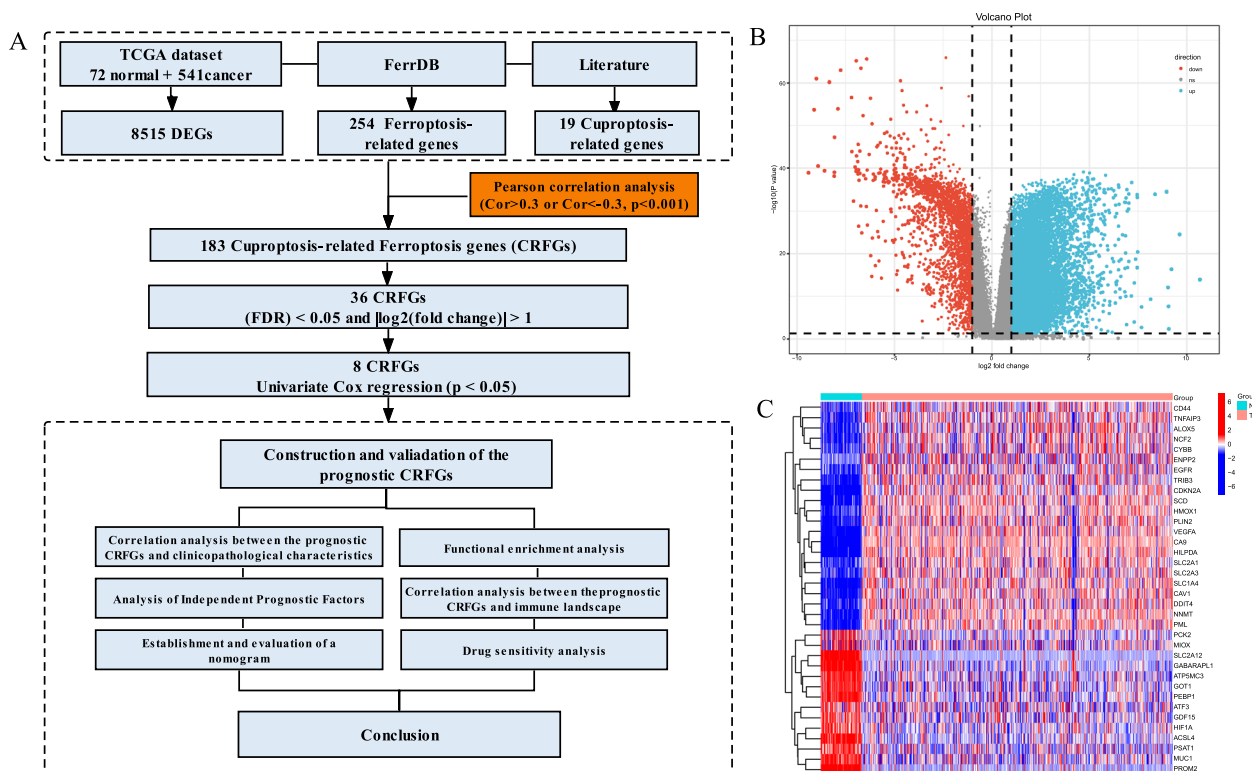 A
TCGA dataset
72 normal + 541cancer
FerrDB
Literature
8515 DEGs
254 Ferroptosis-
related genes
19 Cuproptosis-
related genes
Pearson correlation analysis
(Cor>0.3 or Cor<-0.3, p<0.001)
183 Cuproptosis-related Ferroptosis genes (CRFGs)
36 CRFGs
(FDR) < 0.05 and |log2(fold change)| > 1
8 CRFGs
Univariate Cox regression (p < 0.05)
Construction and valiadation of the
prognostic CRFGs
Correlation analysis between the prognostic
CRFGs and clinicopathological characteristics
Functional enrichment analysis
Analysis of Independent Prognostic Factors
Correlation analysis between theprognostic
CRFGs and immune landscape
Establishment and evaluation of a
nomogram
Drug sensitivity analysis
Conclusion
B
Volcano Plot
direction
down
ns
up
60
40
20
0
−log10(P value)
−10
−5
0
5
10
log2 fold change
C
Group
CD44
TNFAIP3
ALOX5
NCF2
CYBB
ENPP2
EGFR
TRIB3
CDKN2A
SCD
HMOX1
PLIN2
VEGFA
CA9
HILPDA
SLC2A1
SLC2A3
SLC1A4
CAV1
DDIT4
NNMT
PML
PCK2
MIOX
SLC2A12
GABARAPL1
ATP5MC3
GOT1
PEBP1
ATF3
GDF15
HIF1A
ACSL4
PSAT1
MUC1
PROM2
6
4
2
0
−2
−4
−6
Grou
N
T